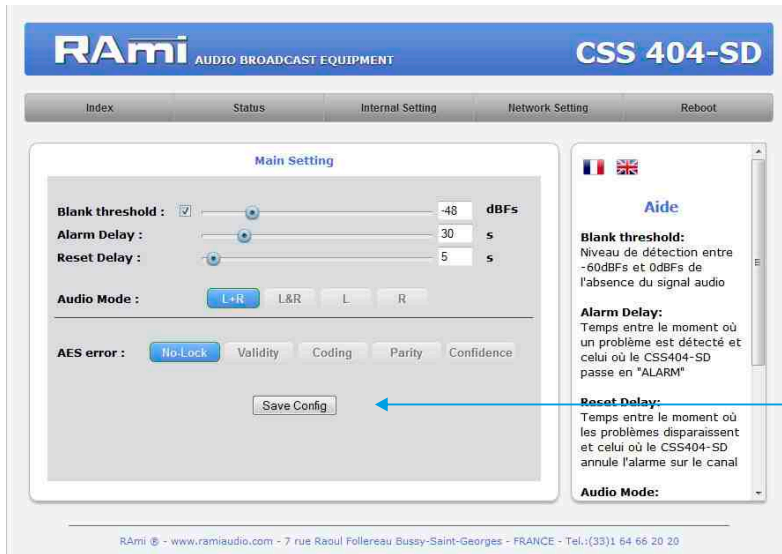 RAmi AUDIO BROADCAST EQUIPMENT CSS 404-SD
Index Status Internal Setting Network Setting Reboot
Main Setting
Blank threshold : -48 dBFs
Alarm Delay : 30 s
Reset Delay : 5 s
Audio Mode : L+R L&R L R
AES error : No-Lock Validity Coding Parity Confidence
Save Config
Aide
Blank threshold:
Niveau de détection entre
-60dBFs et 0dBFs de
l'absence du signal audio
Alarm Delay:
Temps entre le moment où
un problème est détecté et
celui où le CSS404-SD
passe en "ALARM"
Reset Delay:
Temps entre le moment où
les problèmes disparaissent
et celui où le CSS404-SD
annule l'alarme sur le canal
Audio Mode:
RAmi ® - www.ramiaudio.com - 7 rue Raoul Follereau Bussy-Saint-Georges - FRANCE - Tel.:(33)1 64 66 20 20